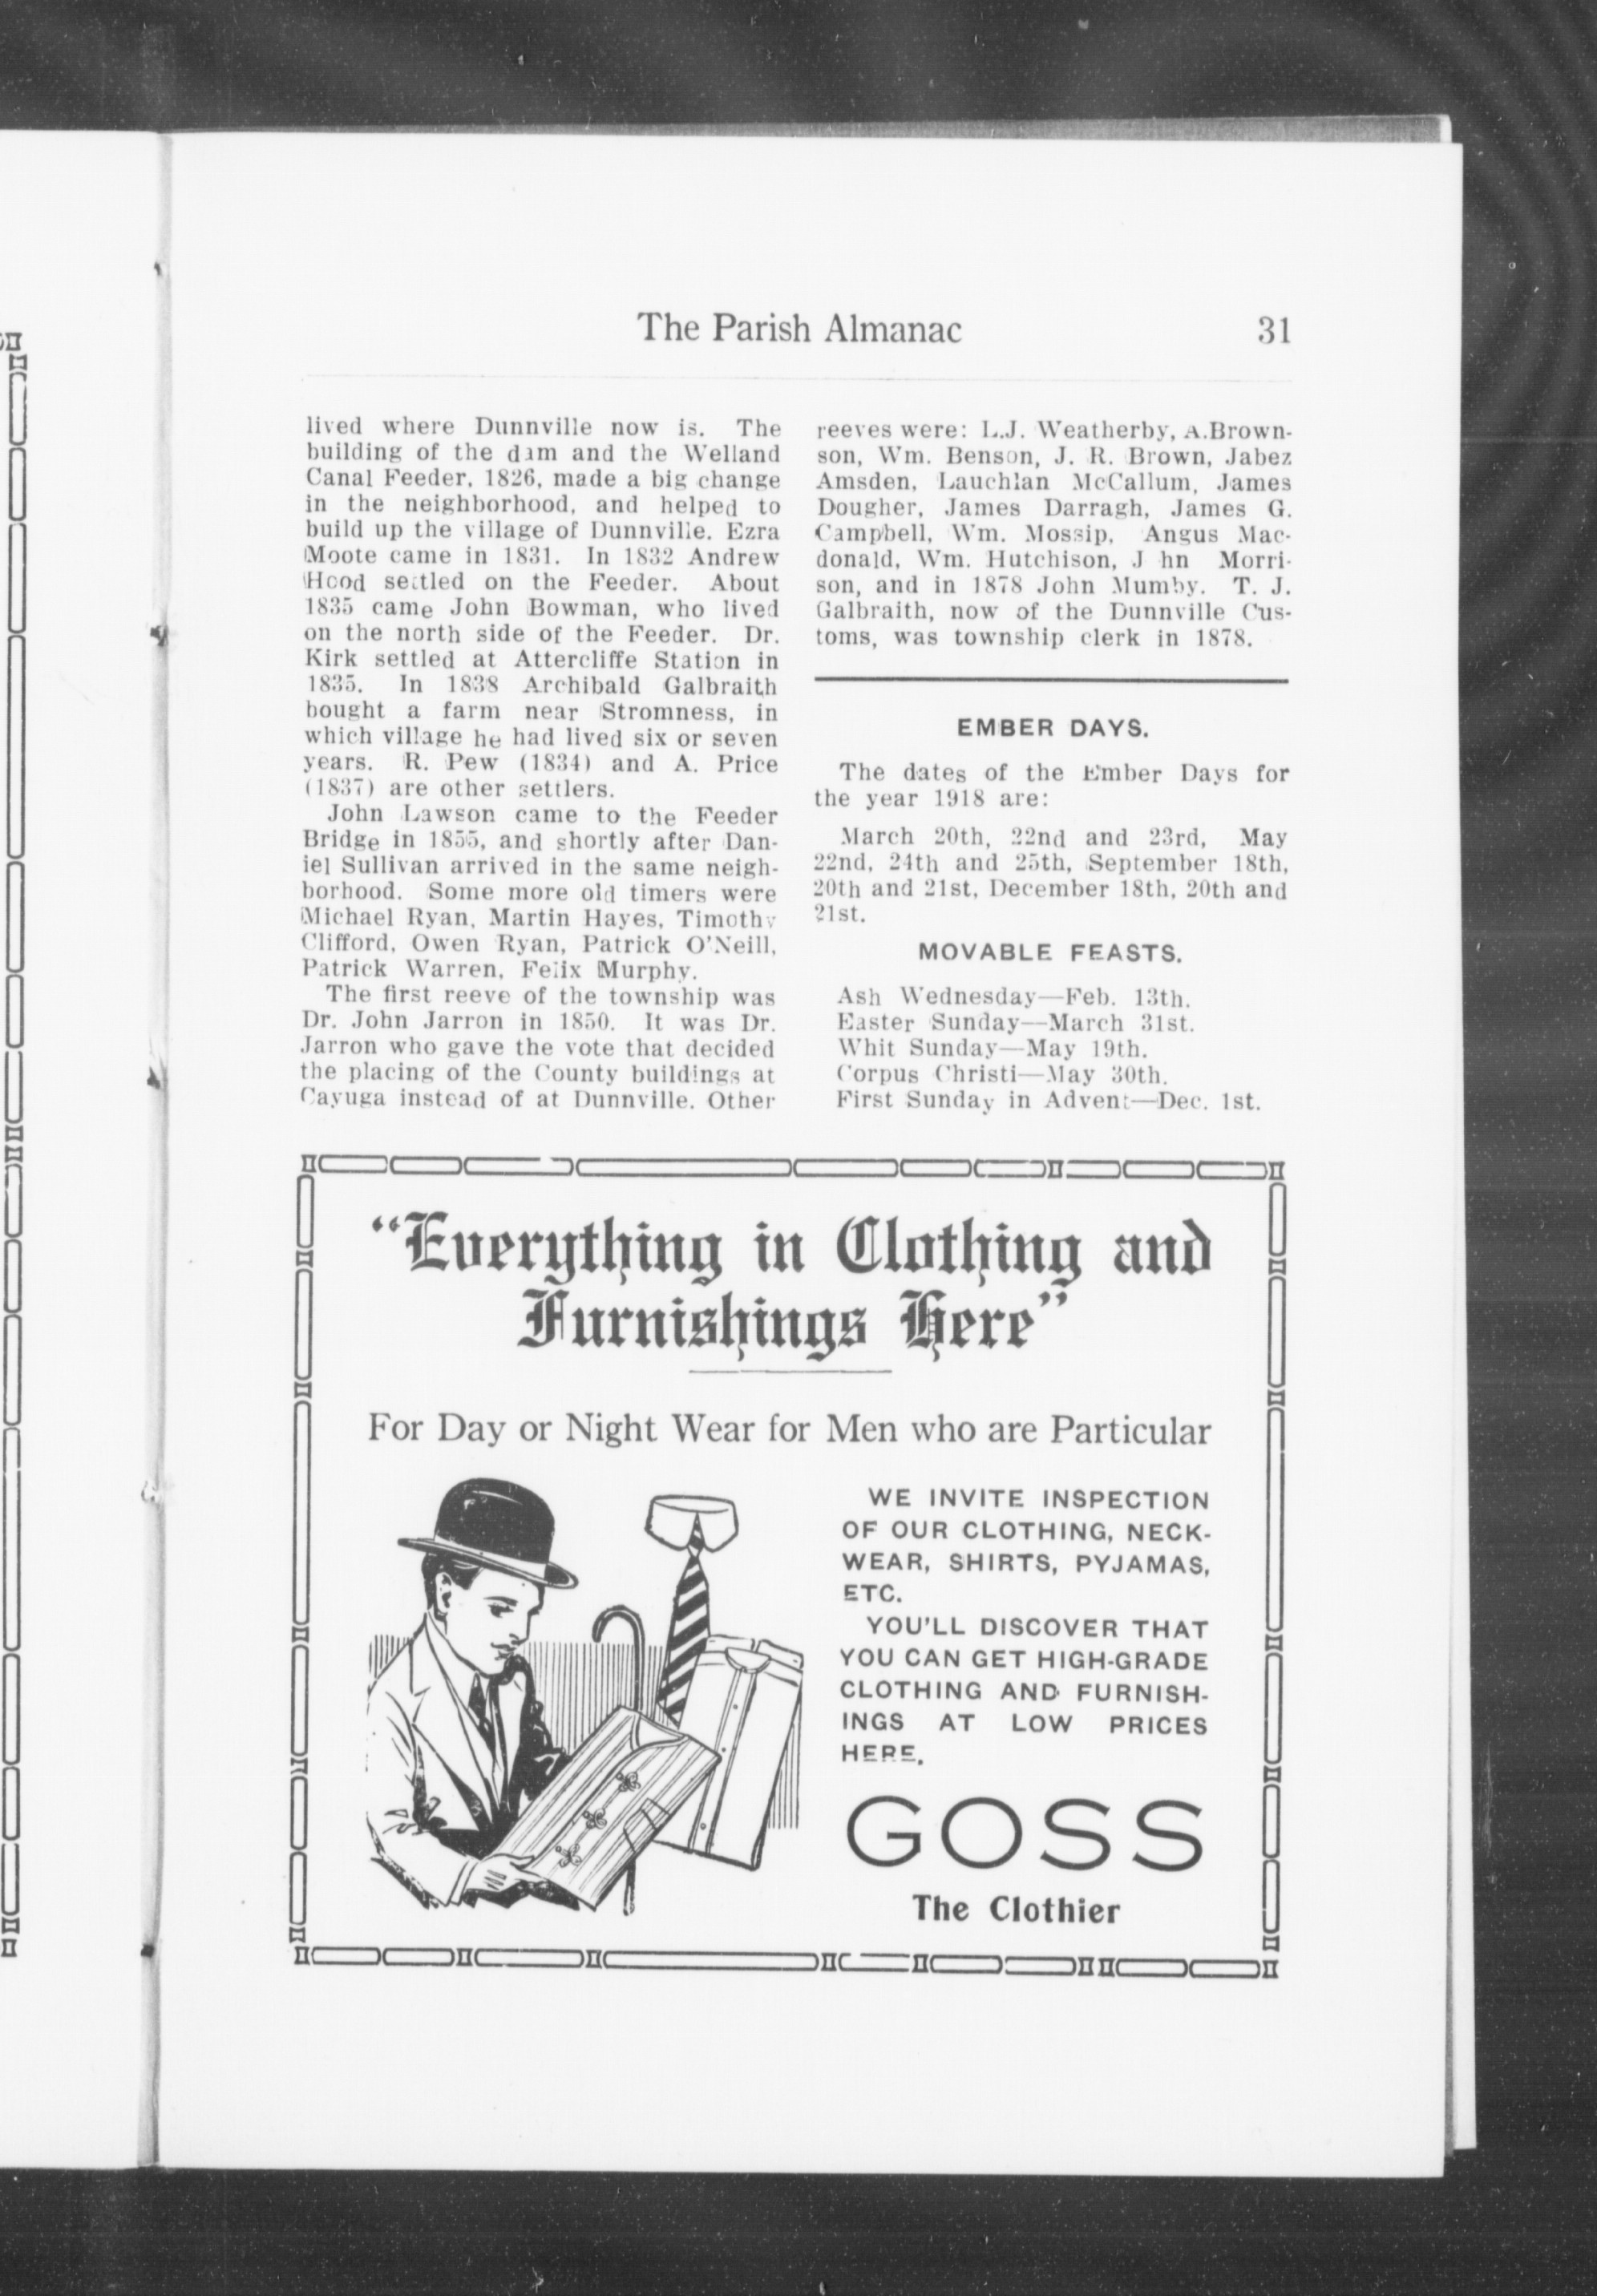 The Parish Almanac 31
lived where Dunnville now is. The
building of the dam and the Welland
Canal Feeder, 1826, made a big change
in the neighborhood, and helped to
build up the village of Dunnville. Ezra
Moote came in 1831. In 1832 Andrew
Hood settled on the Feeder. About
1835 came John Bowman, who lived
on the north side of the Feeder. Dr.
Kirk settled at Attercliffe Station in
1835. In 1838 Archibald Galbraith
bought a farm near Stromness, in
which village he had lived six or seven
years. R. Pew (1834) and A. Price
(1837) are other settlers.
John Lawson came to the Feeder
Bridge in 1855, and shortly after Dan-
iel Sullivan arrived in the same neigh-
borhood. Some more old timers were
Michael Ryan, Martin Hayes, Timothy
Clifford, Owen Ryan, Patrick O'Neill,
Patrick Warren, Felix Murphy.
The first reeve of the township was
Dr. John Jarron in 1850. It was Dr.
Jarron who gave the vote that decided
the placing of the County buildings at
Cayuga instead of at Dunnville. Other
reeves were: L.J. Weatherby, A.Brown-
son, Wm. Benson, J. R. Brown, Jabez
Amsden, Lauchlan McCallum, James
Dougher, James Darragh, James G.
Campbell, Wm. Mossip, Angus Mac-
donald, Wm. Hutchison, J hn Morri-
son, and in 1878 John Mumby. T. J.
Galbraith, now of the Dunnville Cus-
toms, was township clerk in 1878.
EMBER DAYS.
The dates of the Ember Days for
the year 1918 are:
March 20th, 22nd and 23rd, May
22nd, 24th and 25th, September 18th,
20th and 21st, December 18th, 20th and
21st.
MOVABLE FEASTS.
Ash Wednesday—Feb. 13th.
Easter Sunday—March 31st.
Whit Sunday—May 19th.
Corpus Christi—May 30th.
First Sunday in Advent—Dec. 1st.
"Everything in Clothing and
Furnishings Here"
For Day or Night Wear for Men who are Particular
WE INVITE INSPECTION
OF OUR CLOTHING, NECK-
WEAR, SHIRTS, PYJAMAS,
ETC.
YOU'LL DISCOVER THAT
YOU CAN GET HIGH-GRADE
CLOTHING AND FURNISH-
INGS AT LOW PRICES
HERE.
GOSS
The Clothier